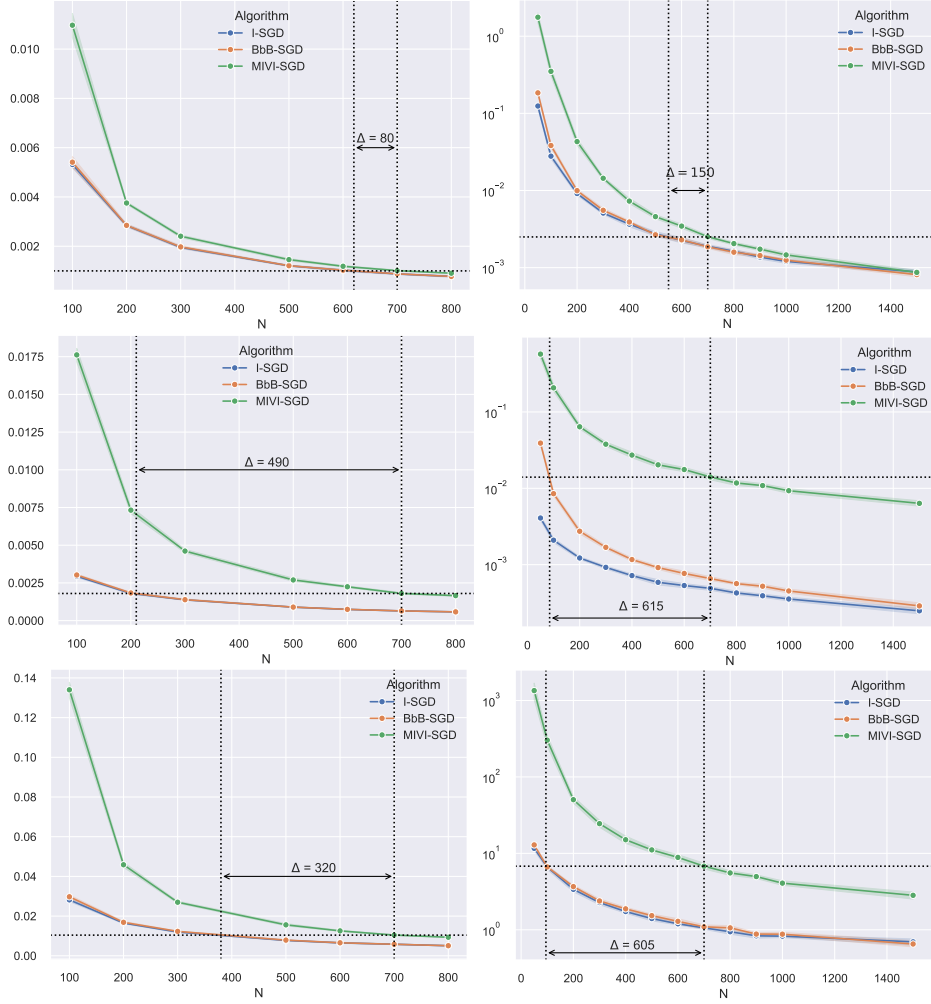 Algorithm
I-SGD
BbB-SGD
MIVI-SGD
0.010
0.008
0.006
0.004
0.002
Δ = 80
100 200 300 400 500 600 700 800
N
Algorithm
I-SGD
BbB-SGD
MIVI-SGD
10^0
10^-1
10^-2
10^-3
Δ = 150
0 200 400 600 800 1000 1200 1400
N
Algorithm
I-SGD
BbB-SGD
MIVI-SGD
0.0175
0.0150
0.0125
0.0100
0.0075
0.0050
0.0025
0.0000
Δ = 490
100 200 300 400 500 600 700 800
N
Algorithm
I-SGD
BbB-SGD
MIVI-SGD
10^-1
10^-2
10^-3
Δ = 615
0 200 400 600 800 1000 1200 1400
N
Algorithm
I-SGD
BbB-SGD
MIVI-SGD
0.14
0.12
0.10
0.08
0.06
0.04
0.02
0.00
Δ = 320
100 200 300 400 500 600 700 800
N
Algorithm
I-SGD
BbB-SGD
MIVI-SGD
10^3
10^2
10^1
10^0
Δ = 605
0 200 400 600 800 1000 1200 1400
N